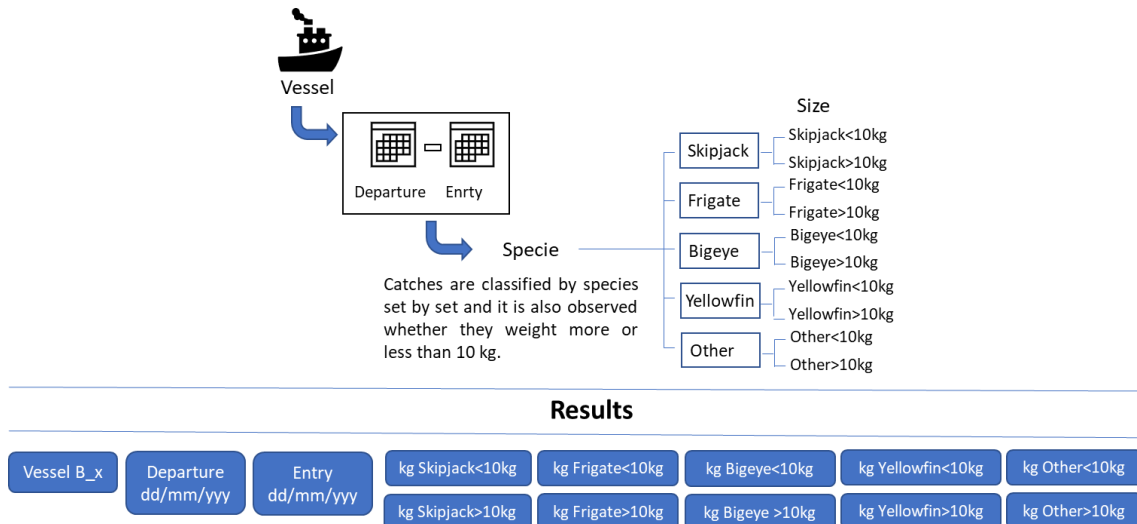 Vessel
Departure
Enrty
Specie
Catches are classified by species
set by set and it is also observed
whether they weight more or
less than 10 kg.
Size
Skipjack
Skipjack<10kg
Skipjack>10kg
Frigate
Frigate<10kg
Frigate>10kg
Bigeye
Bigeye<10kg
Bigeye>10kg
Yellowfin
Yellowfin<10kg
Yellowfin>10kg
Other
Other<10kg
Other>10kg
Results
Vessel B_x
Departure
dd/mm/yyy
Entry
dd/mm/yyy
kg Skipjack<10kg
kg Frigate<10kg
kg Bigeye<10kg
kg Yellowfin<10kg
kg Other<10kg
kg Skipjack>10kg
kg Frigate>10kg
kg Bigeye >10kg
kg Yellowfin>10kg
kg Other>10kg